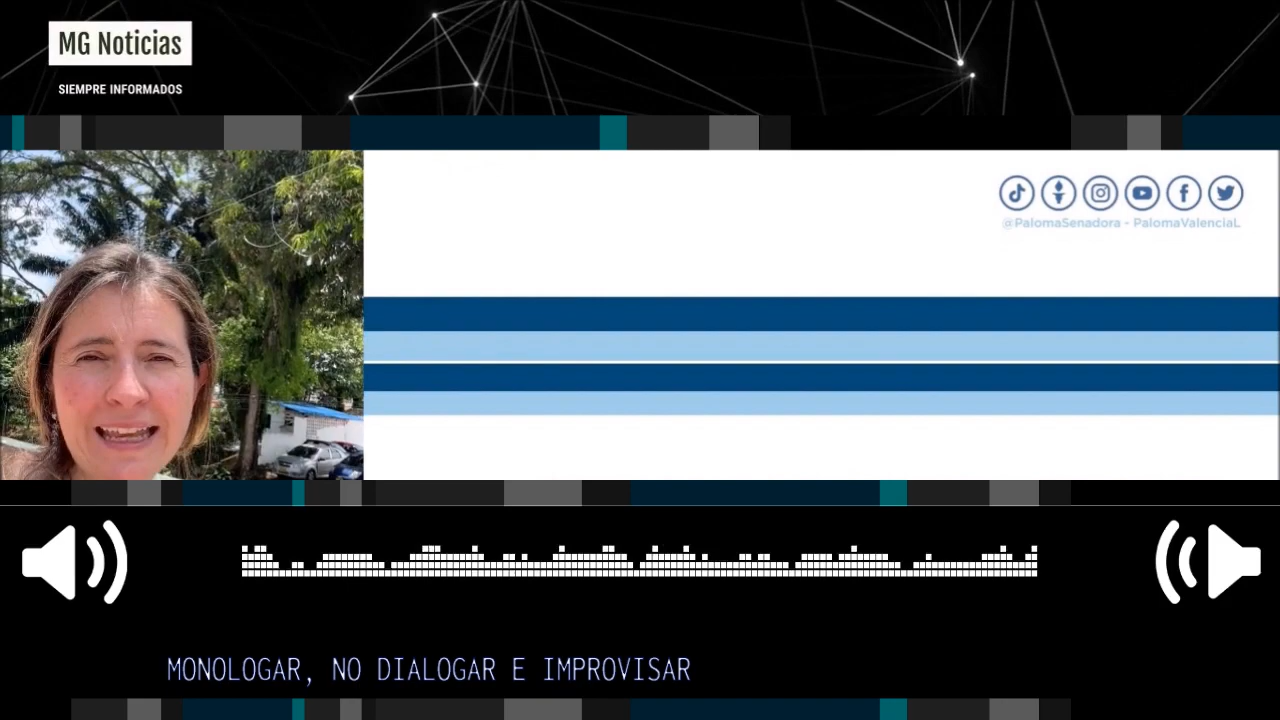 MG Noticias
SIEMPRE INFORMADOS
@PalomaSenadora - PalomaValenciaL
MONOLOGAR, NO DIALOGAR E IMPROVISAR